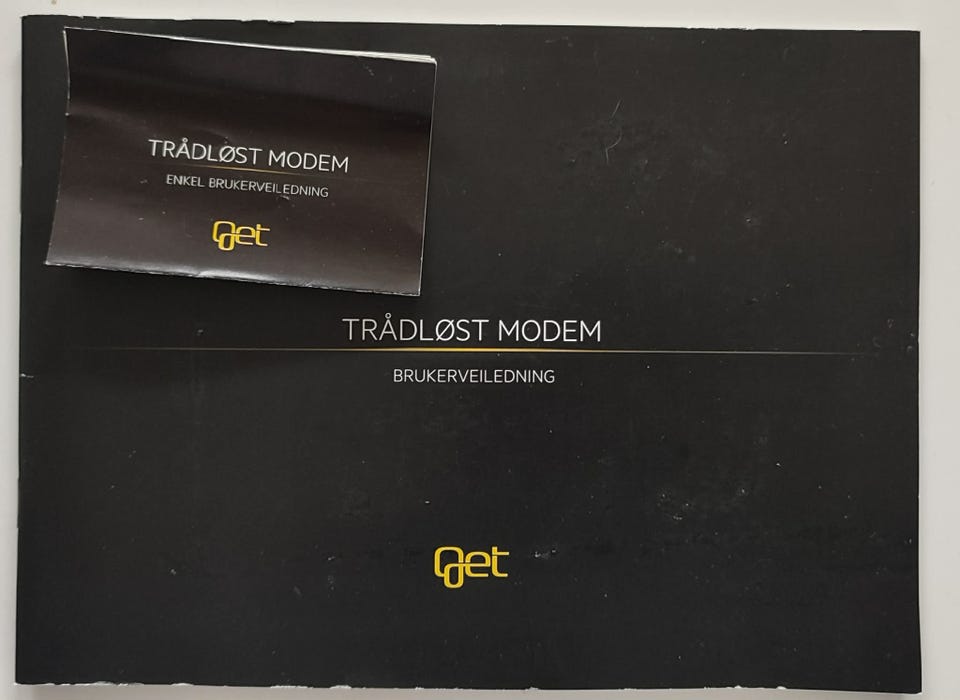 TRÅDLØST MODEM
ENKEL BRUKERVEILEDNING
get
TRÅDLØST MODEM
BRUKERVEILEDNING
get